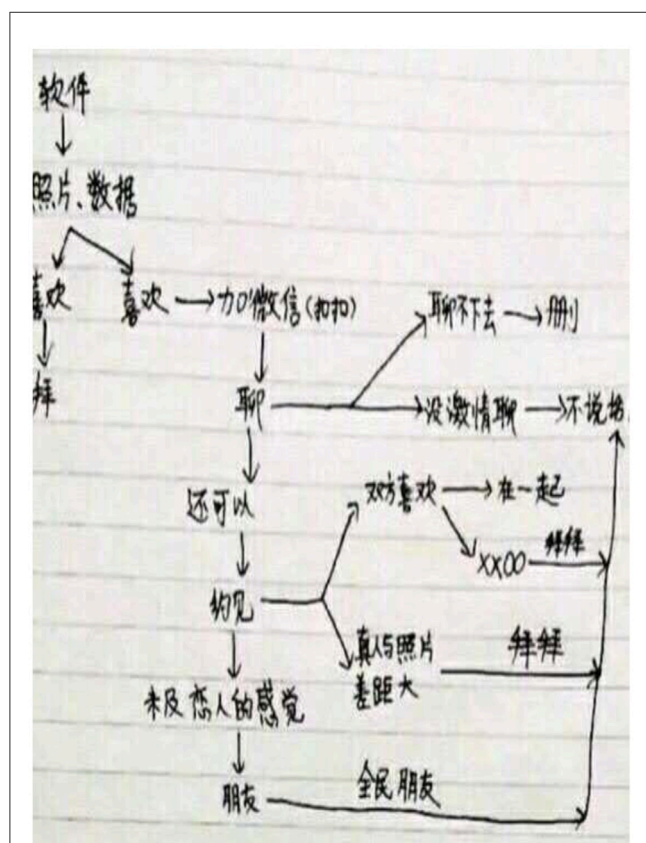 软件
照片、数据
喜欢
喜欢
加微信(扣扣)
聊不下去
删
拜
聊
没激情聊
不说
还可以
双方喜欢
在一起
XXOO
拜拜
约见
真人与照片
差距大
拜拜
未及恋人的感觉
朋友
全民朋友